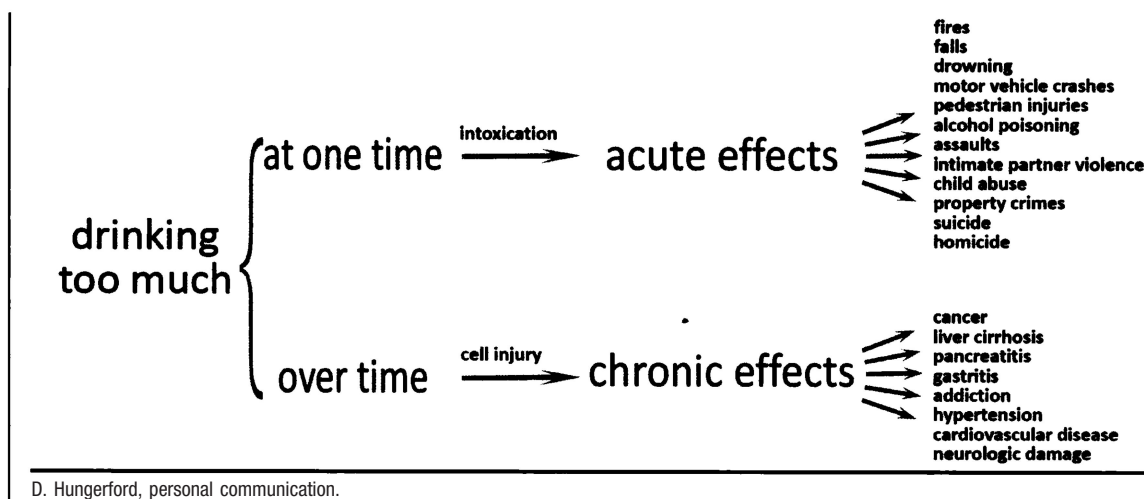 drinking
too much
at one time
intoxication
acute effects
fires
falls
drowning
motor vehicle crashes
pedestrian injuries
alcohol poisoning
assaults
intimate partner violence
child abuse
property crimes
suicide
homicide
over time
cell injury
chronic effects
cancer
liver cirrhosis
pancreatitis
gastritis
addiction
hypertension
cardiovascular disease
neurologic damage
D. Hungerford, personal communication.